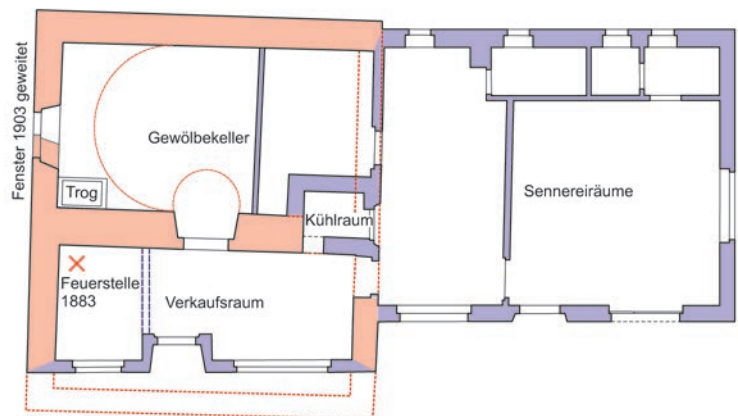 Fenster 1903 geweitet
Gewölbekeller
Trog
Sennereiräume
Kühlraum
Feuerstelle
1883
Verkaufsraum